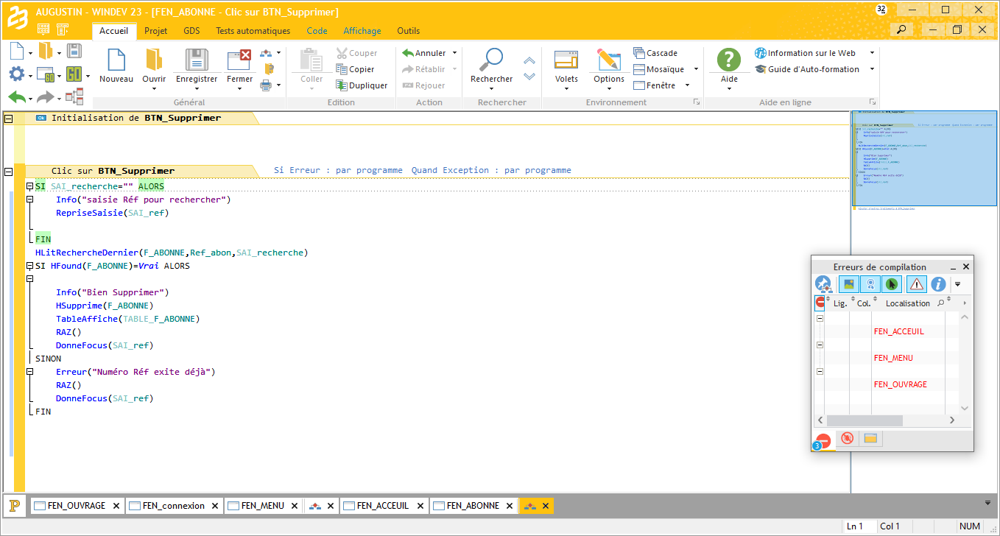 AUGUSTIN - WINDEV 23 - [FEN_ABONNE - Clic sur BTN_Supprimer]
32
23
Accueil Projet GDS Tests automatiques Code Affichage Outils
Nouveau Ouvrir Enregistrer Fermer
GO
Général
Coller Couper Copier Dupliquer
Edition
Annuler Rétablir Rejouer
Action
Rechercher
Rechercher
Volets Options Cascade Mosaïque Fenêtre
Environnement
Aide Information sur le Web Guide d'Auto-formation
Aide en ligne
Ok Initialisation de BTN_Supprimer
Clic sur BTN_Supprimer Si Erreur : par programme Quand Exception : par programme
SI SAI_recherche="" ALORS
Info("saisie Réf pour rechercher")
RepriseSaisie(SAI_ref)
FIN
HLitRechercheDernier(F_ABONNE,Ref_abon,SAI_recherche)
SI HFound(F_ABONNE)=Vrai ALORS
Info("Bien Supprimer")
HSupprime(F_ABONNE)
TableAffiche(TABLE_F_ABONNE)
RAZ()
DonneFocus(SAI_ref)
SINON
Erreur("Numéro Réf exite déjà")
RAZ()
DonneFocus(SAI_ref)
FIN
Erreurs de compilation
Lig. Col. Localisation
FEN_ACCEUIL
FEN_MENU
FEN_OUVRAGE
3
P FEN_OUVRAGE FEN_connexion FEN_MENU FEN_ACCEUIL FEN_ABONNE
Ln 1 Col 1 NUM